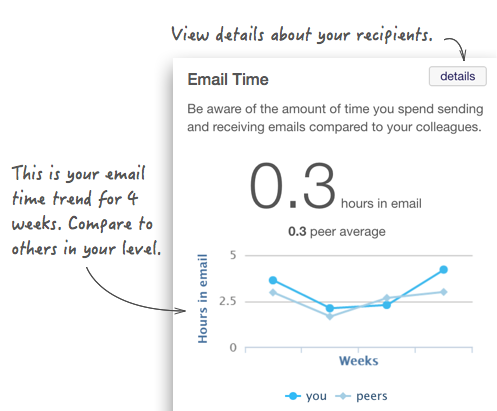 View details about your recipients.
Email Time
details
Be aware of the amount of time you spend sending
and receiving emails compared to your colleagues.
This is your email
time trend for 4
weeks. Compare to
others in your level.
0.3 hours in email
0.3 peer average
Hours in email
5
2.5
0
Weeks
you peers